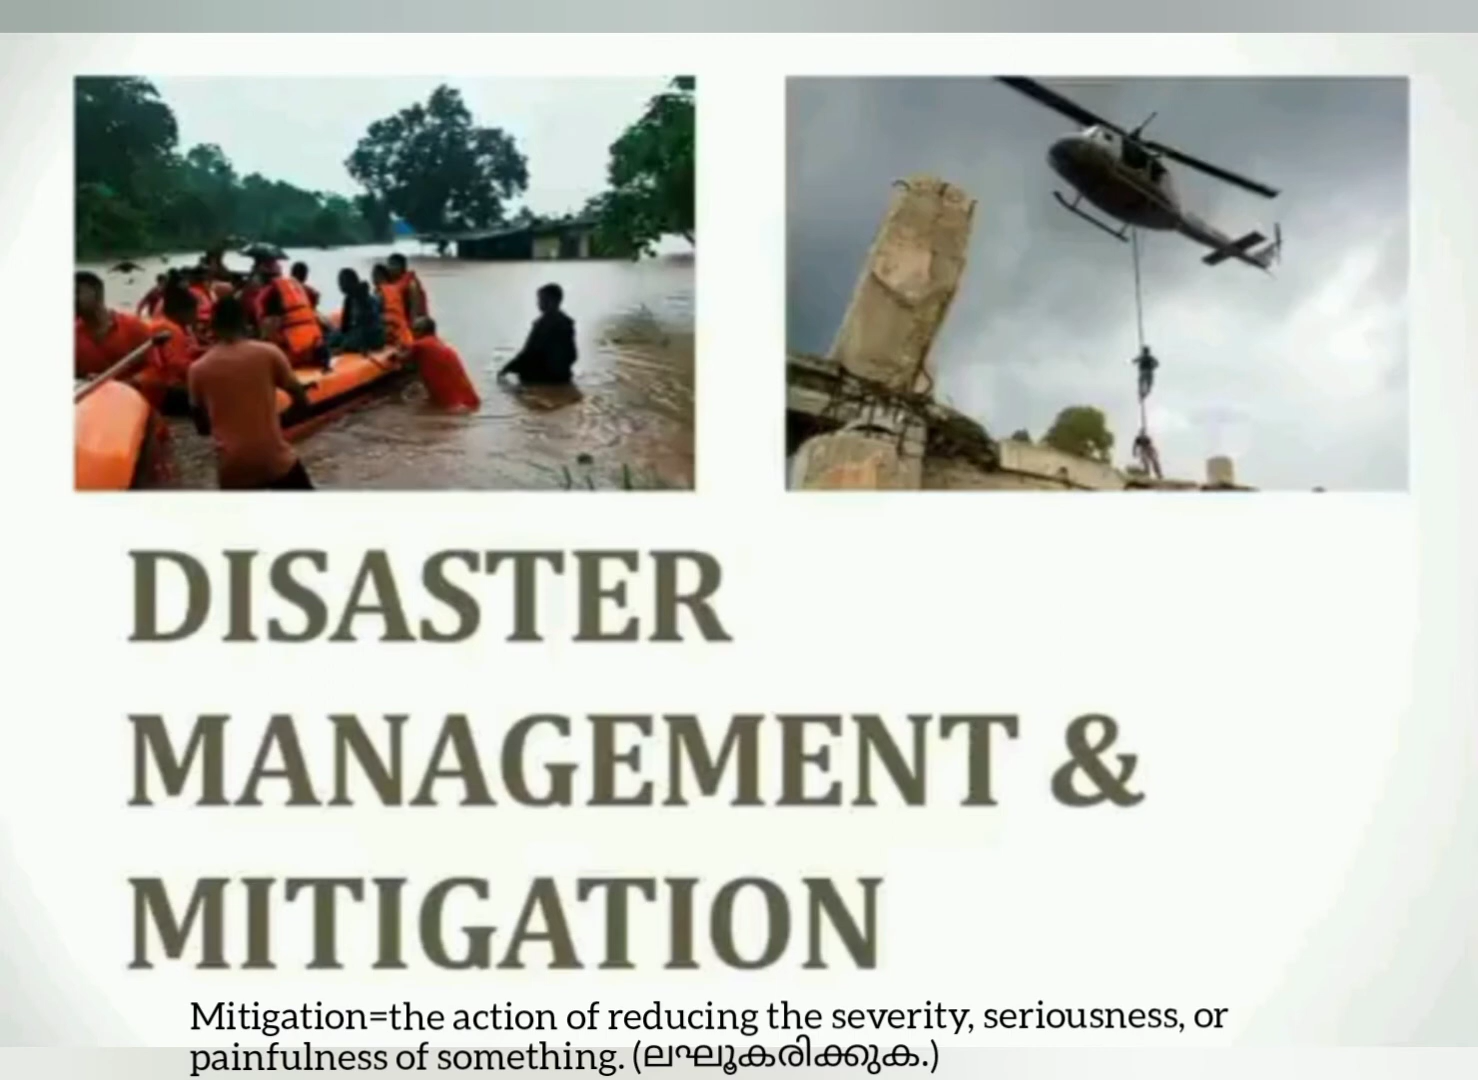 DISASTER
MANAGEMENT &
MITIGATION
Mitigation=the action of reducing the severity, seriousness, or
painfulness of something. (ലഘൂകരിക്കുക.)